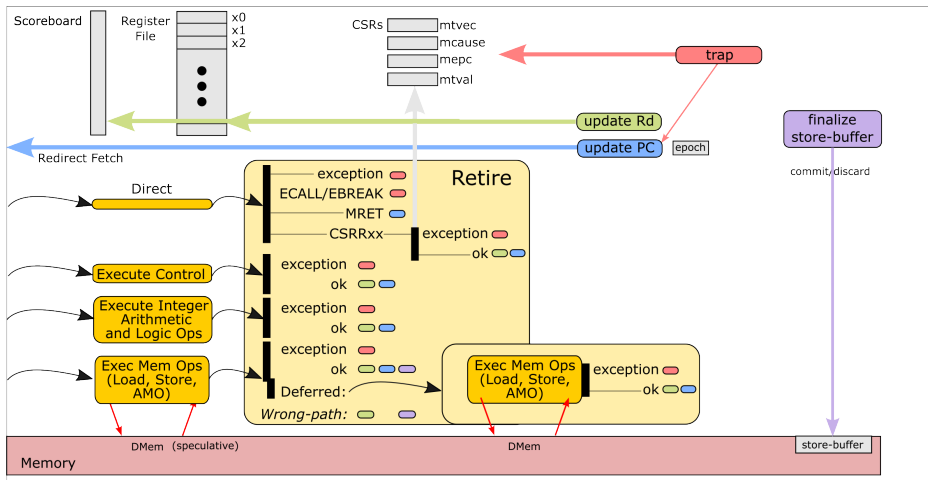 Scoreboard
Register
File
x0
x1
x2
CSRs
mtvec
mcause
mepc
mtval
trap
update Rd
finalize
store-buffer
update PC
epoch
Redirect Fetch
commit/discard
Retire
Direct
exception
ECALL/EBREAK
MRET
CSRRxx
exception
ok
Execute Control
exception
ok
Execute Integer
Arithmetic
and Logic Ops
exception
ok
Exec Mem Ops
(Load, Store,
AMO)
exception
ok
Deferred:
Wrong-path:
Exec Mem Ops
(Load, Store,
AMO)
exception
ok
DMem
(speculative)
DMem
store-buffer
Memory